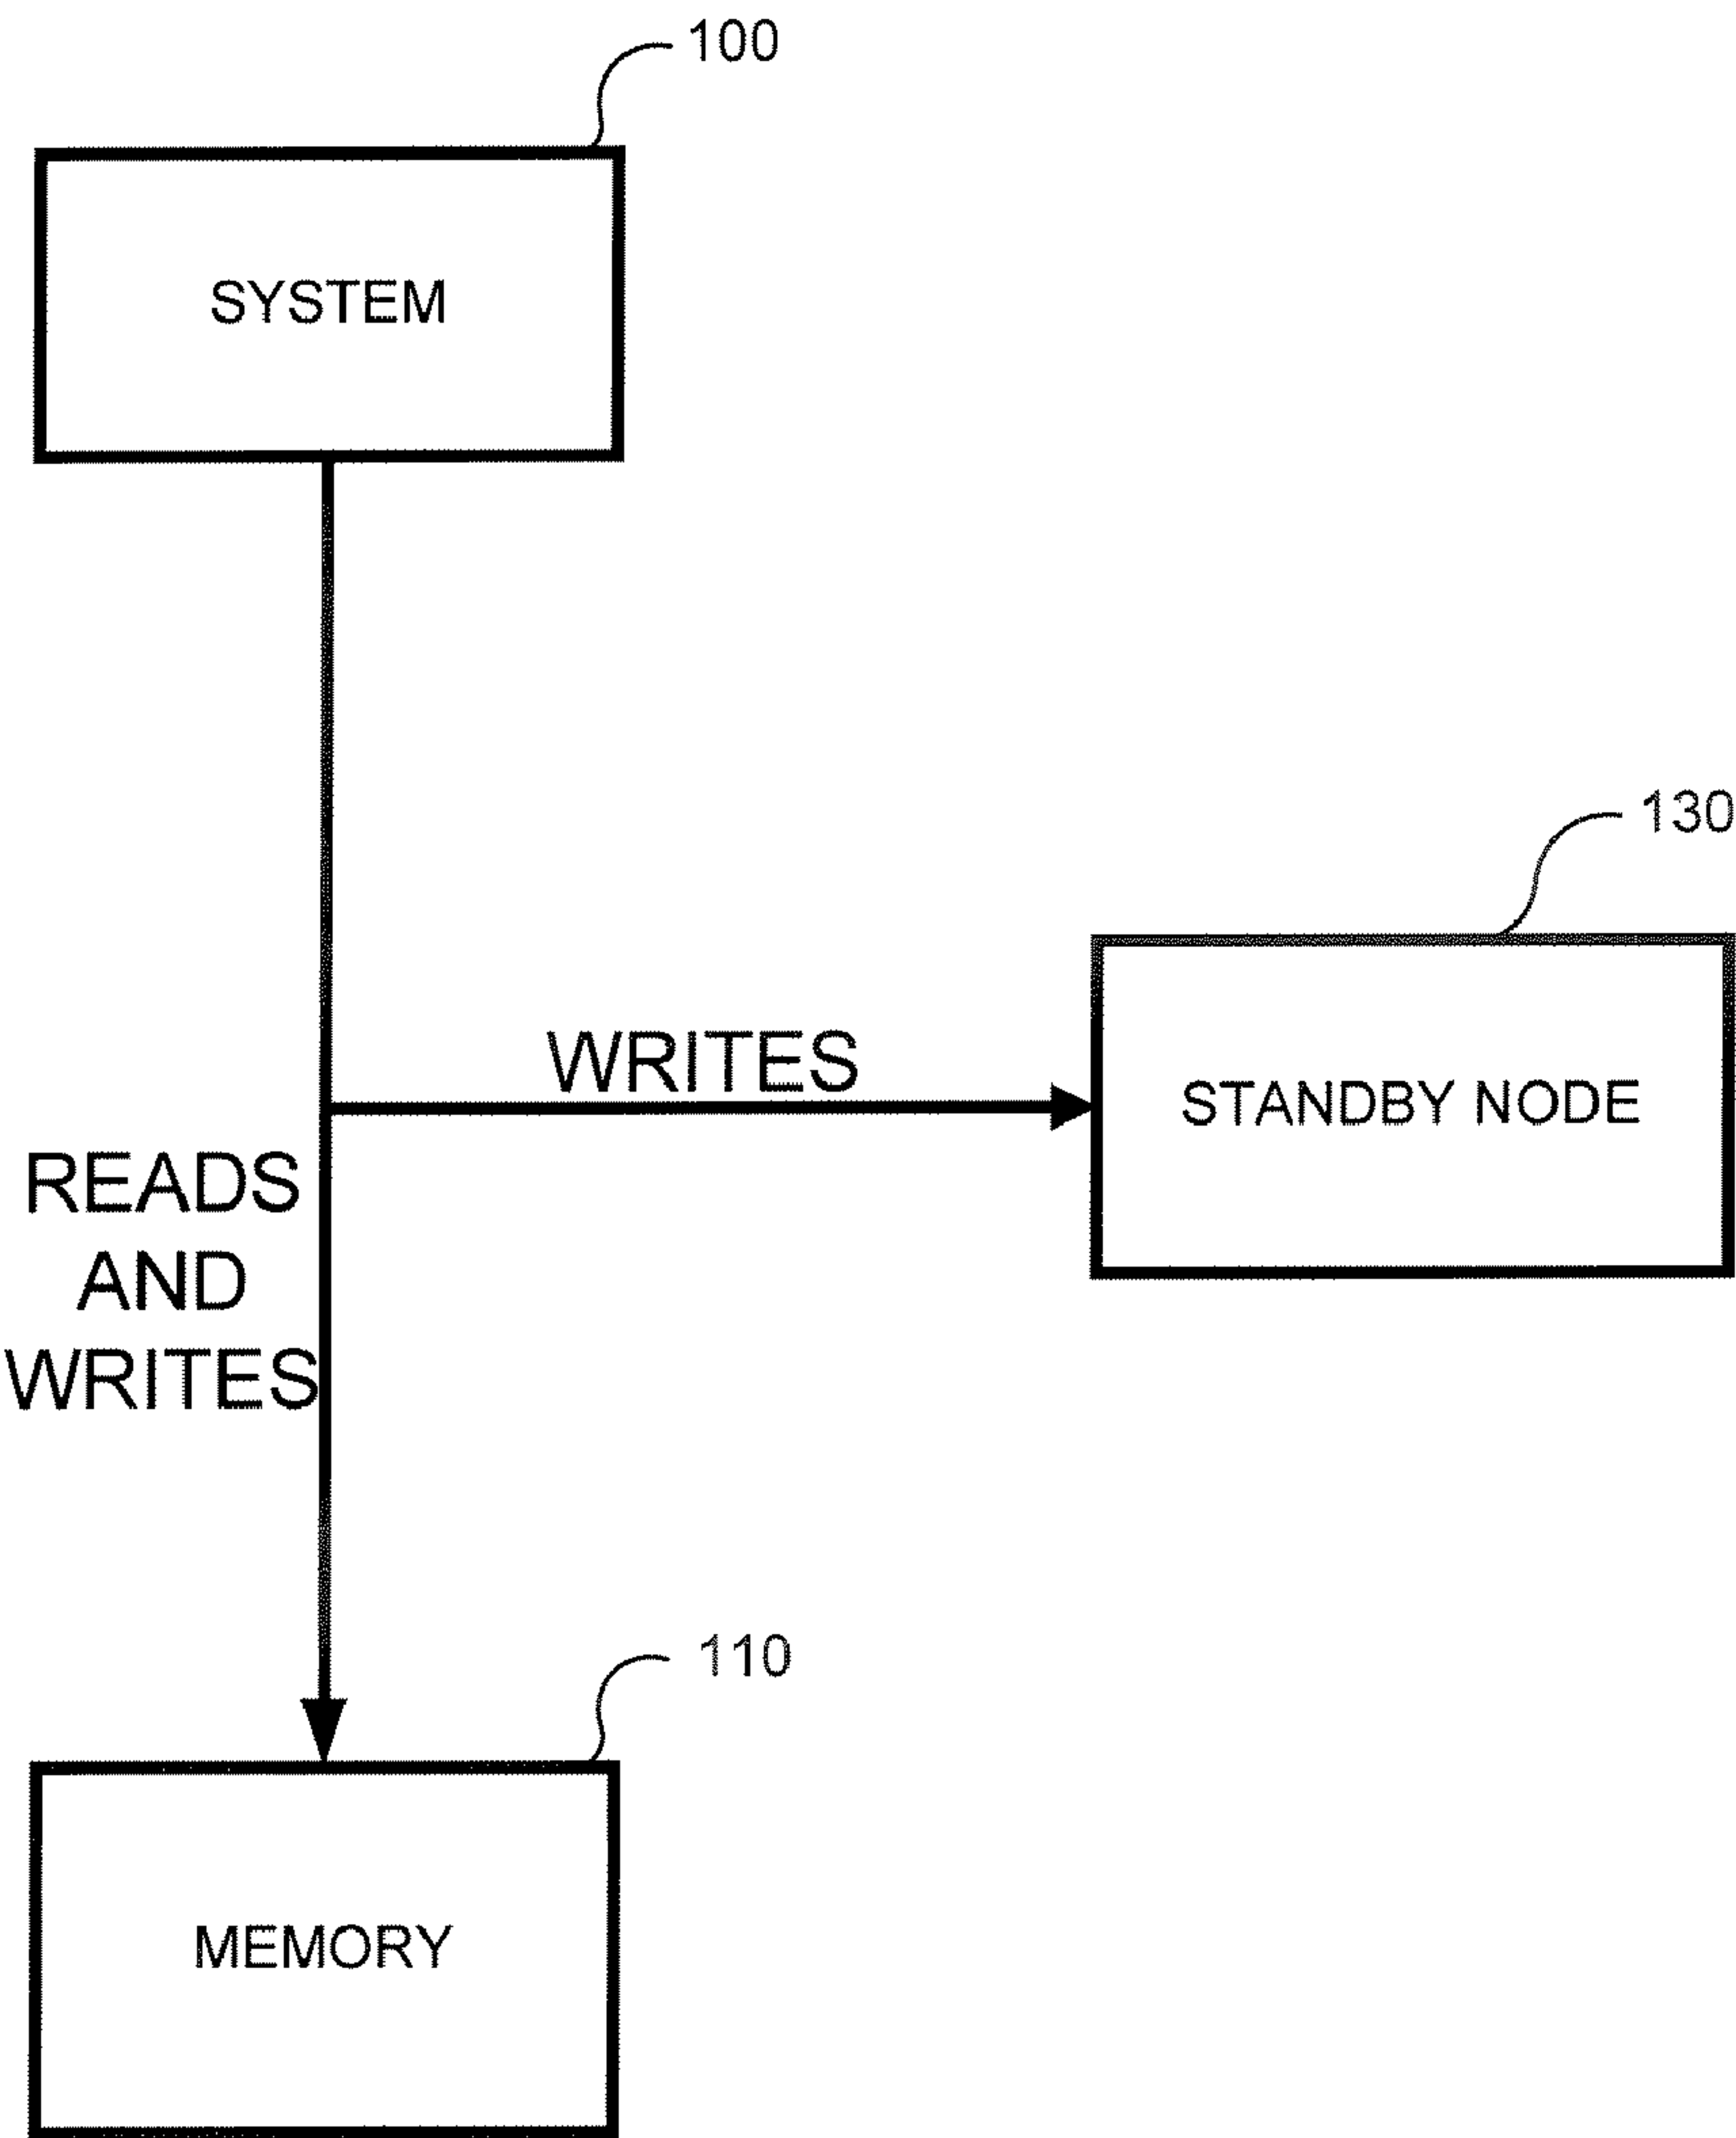 100
SYSTEM
130
WRITES
STANDBY NODE
READS
AND
WRITES
110
MEMORY